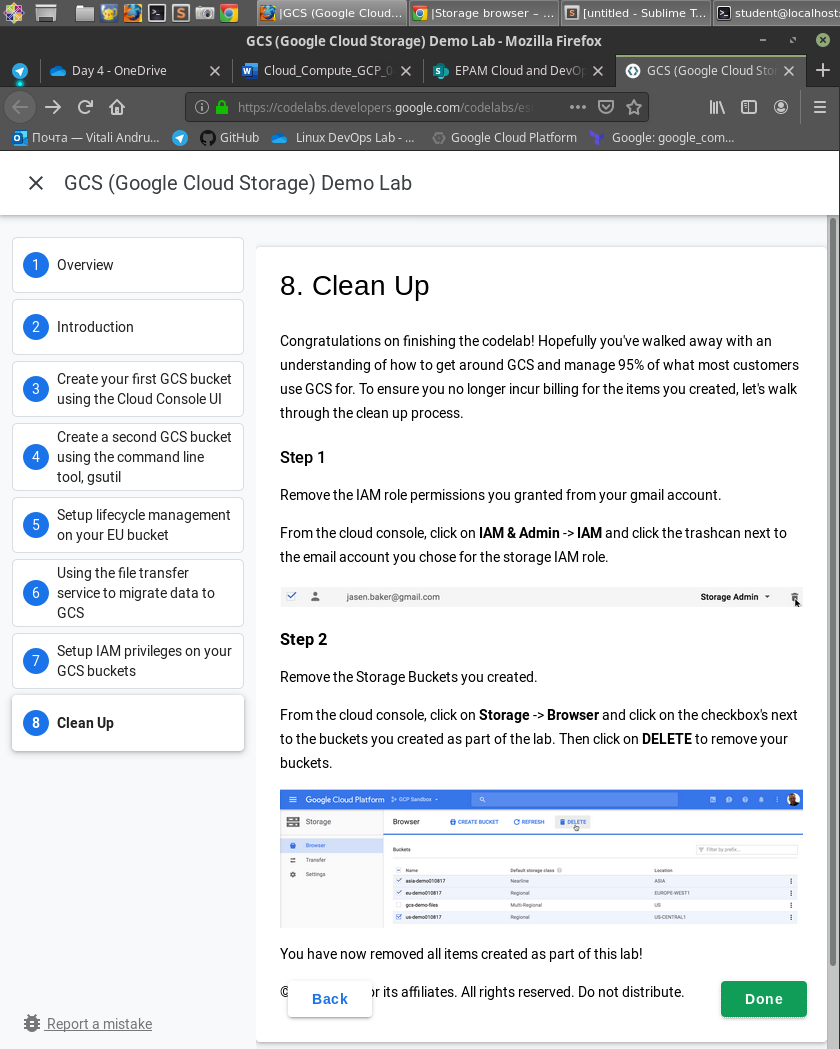 |GCS (Google Cloud...
|Storage browser – ...
[untitled - Sublime T...
student@localhost
GCS (Google Cloud Storage) Demo Lab - Mozilla Firefox
Day 4 - OneDrive
Cloud_Compute_GCP_0
EPAM Cloud and DevOp
GCS (Google Cloud Sto
https://codelabs.developers.google.com/codelabs/es
Почта — Vitali Andru...
GitHub
Linux DevOps Lab - ...
Google Cloud Platform
Google: google_com...
GCS (Google Cloud Storage) Demo Lab
1 Overview
2 Introduction
3 Create your first GCS bucket
using the Cloud Console UI
4 Create a second GCS bucket
using the command line
tool, gsutil
5 Setup lifecycle management
on your EU bucket
6 Using the file transfer
service to migrate data to
GCS
7 Setup IAM privileges on your
GCS buckets
8 Clean Up
Report a mistake
8. Clean Up
Congratulations on finishing the codelab! Hopefully you've walked away with an
understanding of how to get around GCS and manage 95% of what most customers
use GCS for. To ensure you no longer incur billing for the items you created, let's walk
through the clean up process.
Step 1
Remove the IAM role permissions you granted from your gmail account.
From the cloud console, click on IAM & Admin -> IAM and click the trashcan next to
the email account you chose for the storage IAM role.
jasen.baker@gmail.com Storage Admin
Step 2
Remove the Storage Buckets you created.
From the cloud console, click on Storage -> Browser and click on the checkbox's next
to the buckets you created as part of the lab. Then click on DELETE to remove your
buckets.
Google Cloud Platform GCP Sandbox
Storage Browser CREATE BUCKET REFRESH DELETE
Browser
Transfer
Settings
Buckets Filter by prefix...
Name Default storage class Location
asia-demo010817 Nearline ASIA
eu-demo010817 Regional EUROPE-WEST1
gcs-demo-files Multi-Regional US
us-demo010817 Regional US-CENTRAL1
You have now removed all items created as part of this lab!
© or its affiliates. All rights reserved. Do not distribute.
Back
Done